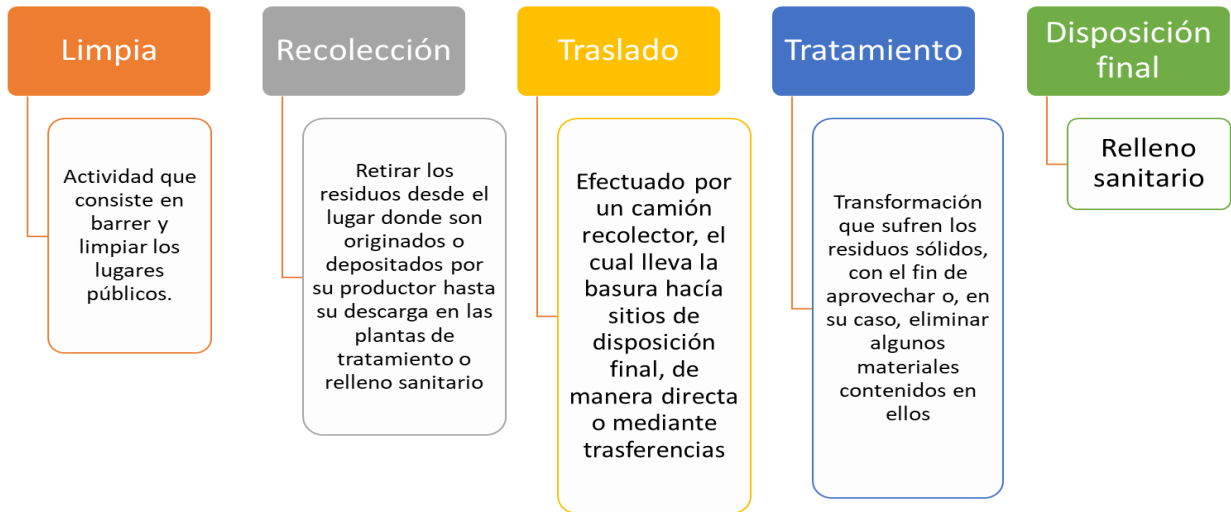 Limpia
Actividad que
consiste en
barrer y
limpiar los
lugares
públicos.
Recolección
Retirar los
residuos desde el
lugar donde son
originados o
depositados por
su productor hasta
su descarga en las
plantas de
tratamiento o
relleno sanitario
Traslado
Efectuado por
un camión
recolector, el
cual lleva la
basura hacía
sitios de
disposición
final, de
manera directa
o mediante
trasferencias
Tratamiento
Transformación
que sufren los
residuos sólidos,
con el fin de
aprovechar o, en
su caso, eliminar
algunos
materiales
contenidos en
ellos
Disposición
final
Relleno
sanitario